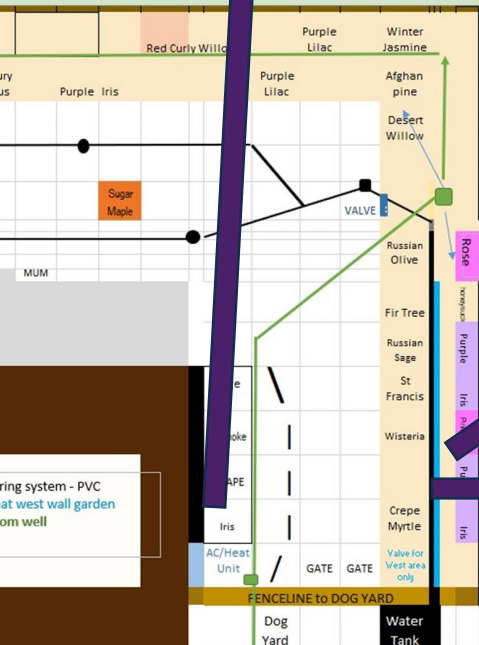 Purple
Lilac
Winter
Jasmine
Red Curly Willo
Purple
Lilac
Afghan
pine
Purple Iris
Desert
Willow
Sugar
Maple
VALVE
Russian
Olive
Rose
MUM
Fir Tree
Russian
Sage
Purple
Iris
St
Francis
Wisteria
ring system - PVC
at west wall garden
om well
APE
Iris
Crepe
Myrtle
Iris
AC/Heat
Unit
GATE GATE
Valve for
West area
only
FENCELINE to DOG YARD
Dog
Yard
Water
Tank